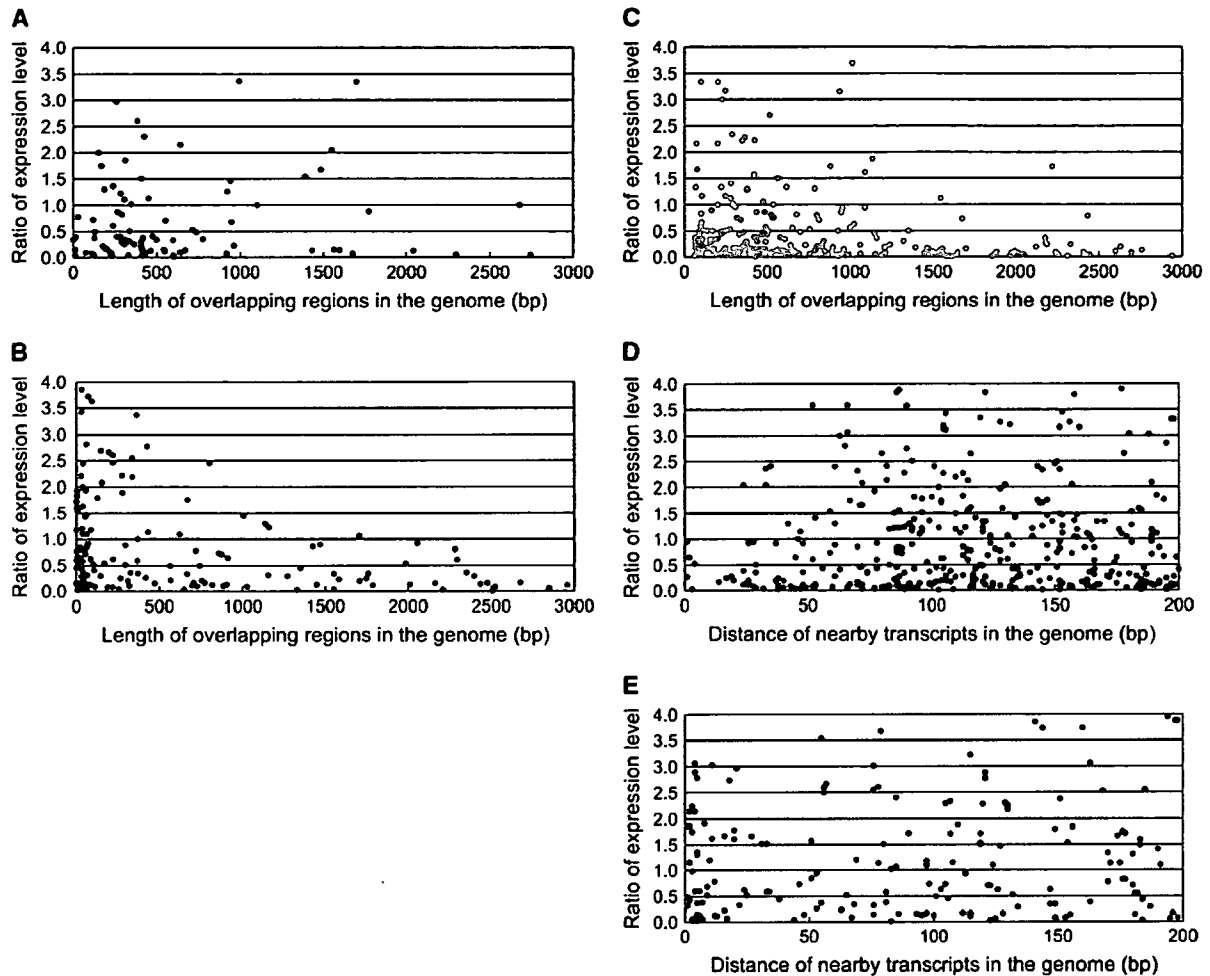 A
Ratio of expression level
4.0
3.5
3.0
2.5
2.0
1.5
1.0
0.5
0.0
0 500 1000 1500 2000 2500 3000
Length of overlapping regions in the genome (bp)
B
Ratio of expression level
4.0
3.5
3.0
2.5
2.0
1.5
1.0
0.5
0.0
0 500 1000 1500 2000 2500 3000
Length of overlapping regions in the genome (bp)
C
Ratio of expression level
4.0
3.5
3.0
2.5
2.0
1.5
1.0
0.5
0.0
0 500 1000 1500 2000 2500 3000
Length of overlapping regions in the genome (bp)
D
Ratio of expression level
4.0
3.5
3.0
2.5
2.0
1.5
1.0
0.5
0.0
0 50 100 150 200
Distance of nearby transcripts in the genome (bp)
E
Ratio of expression level
4.0
3.5
3.0
2.5
2.0
1.5
1.0
0.5
0.0
0 50 100 150 200
Distance of nearby transcripts in the genome (bp)